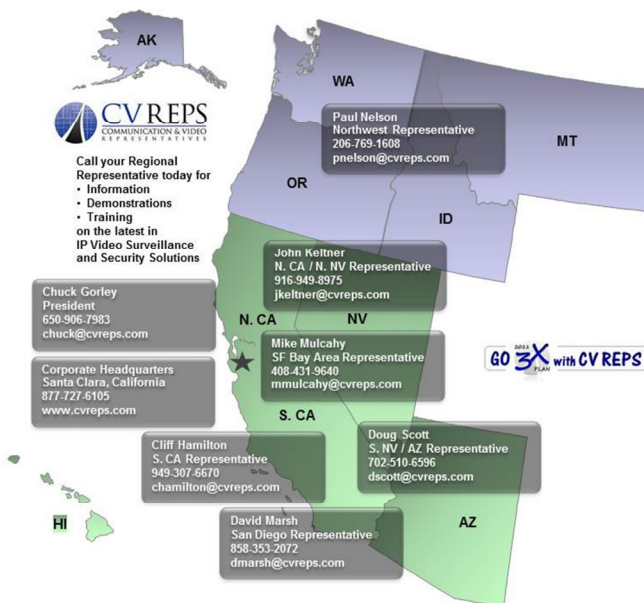 AK
WA
MT
OR
ID
CV REPS
COMMUNICATION & VIDEO
REPRESENTATIVES
Call your Regional
Representative today for
• Information
• Demonstrations
• Training
on the latest in
IP Video Surveillance
and Security Solutions
Paul Nelson
Northwest Representative
206-769-1608
pnelson@cvreps.com
John Keltner
N. CA / N. NV Representative
916-949-8975
jkeltner@cvreps.com
Chuck Gorley
President
650-906-7983
chuck@cvreps.com
N. CA
NV
Mike Mulcahy
SF Bay Area Representative
408-431-9640
mmulcahy@cvreps.com
GO 2011 3X PLAN with CV REPS
Corporate Headquarters
Santa Clara, California
877-727-6105
www.cvreps.com
S. CA
Cliff Hamilton
S. CA Representative
949-307-6670
chamilton@cvreps.com
Doug Scott
S. NV / AZ Representative
702-510-6596
dscott@cvreps.com
HI
AZ
David Marsh
San Diego Representative
858-353-2072
dmarsh@cvreps.com